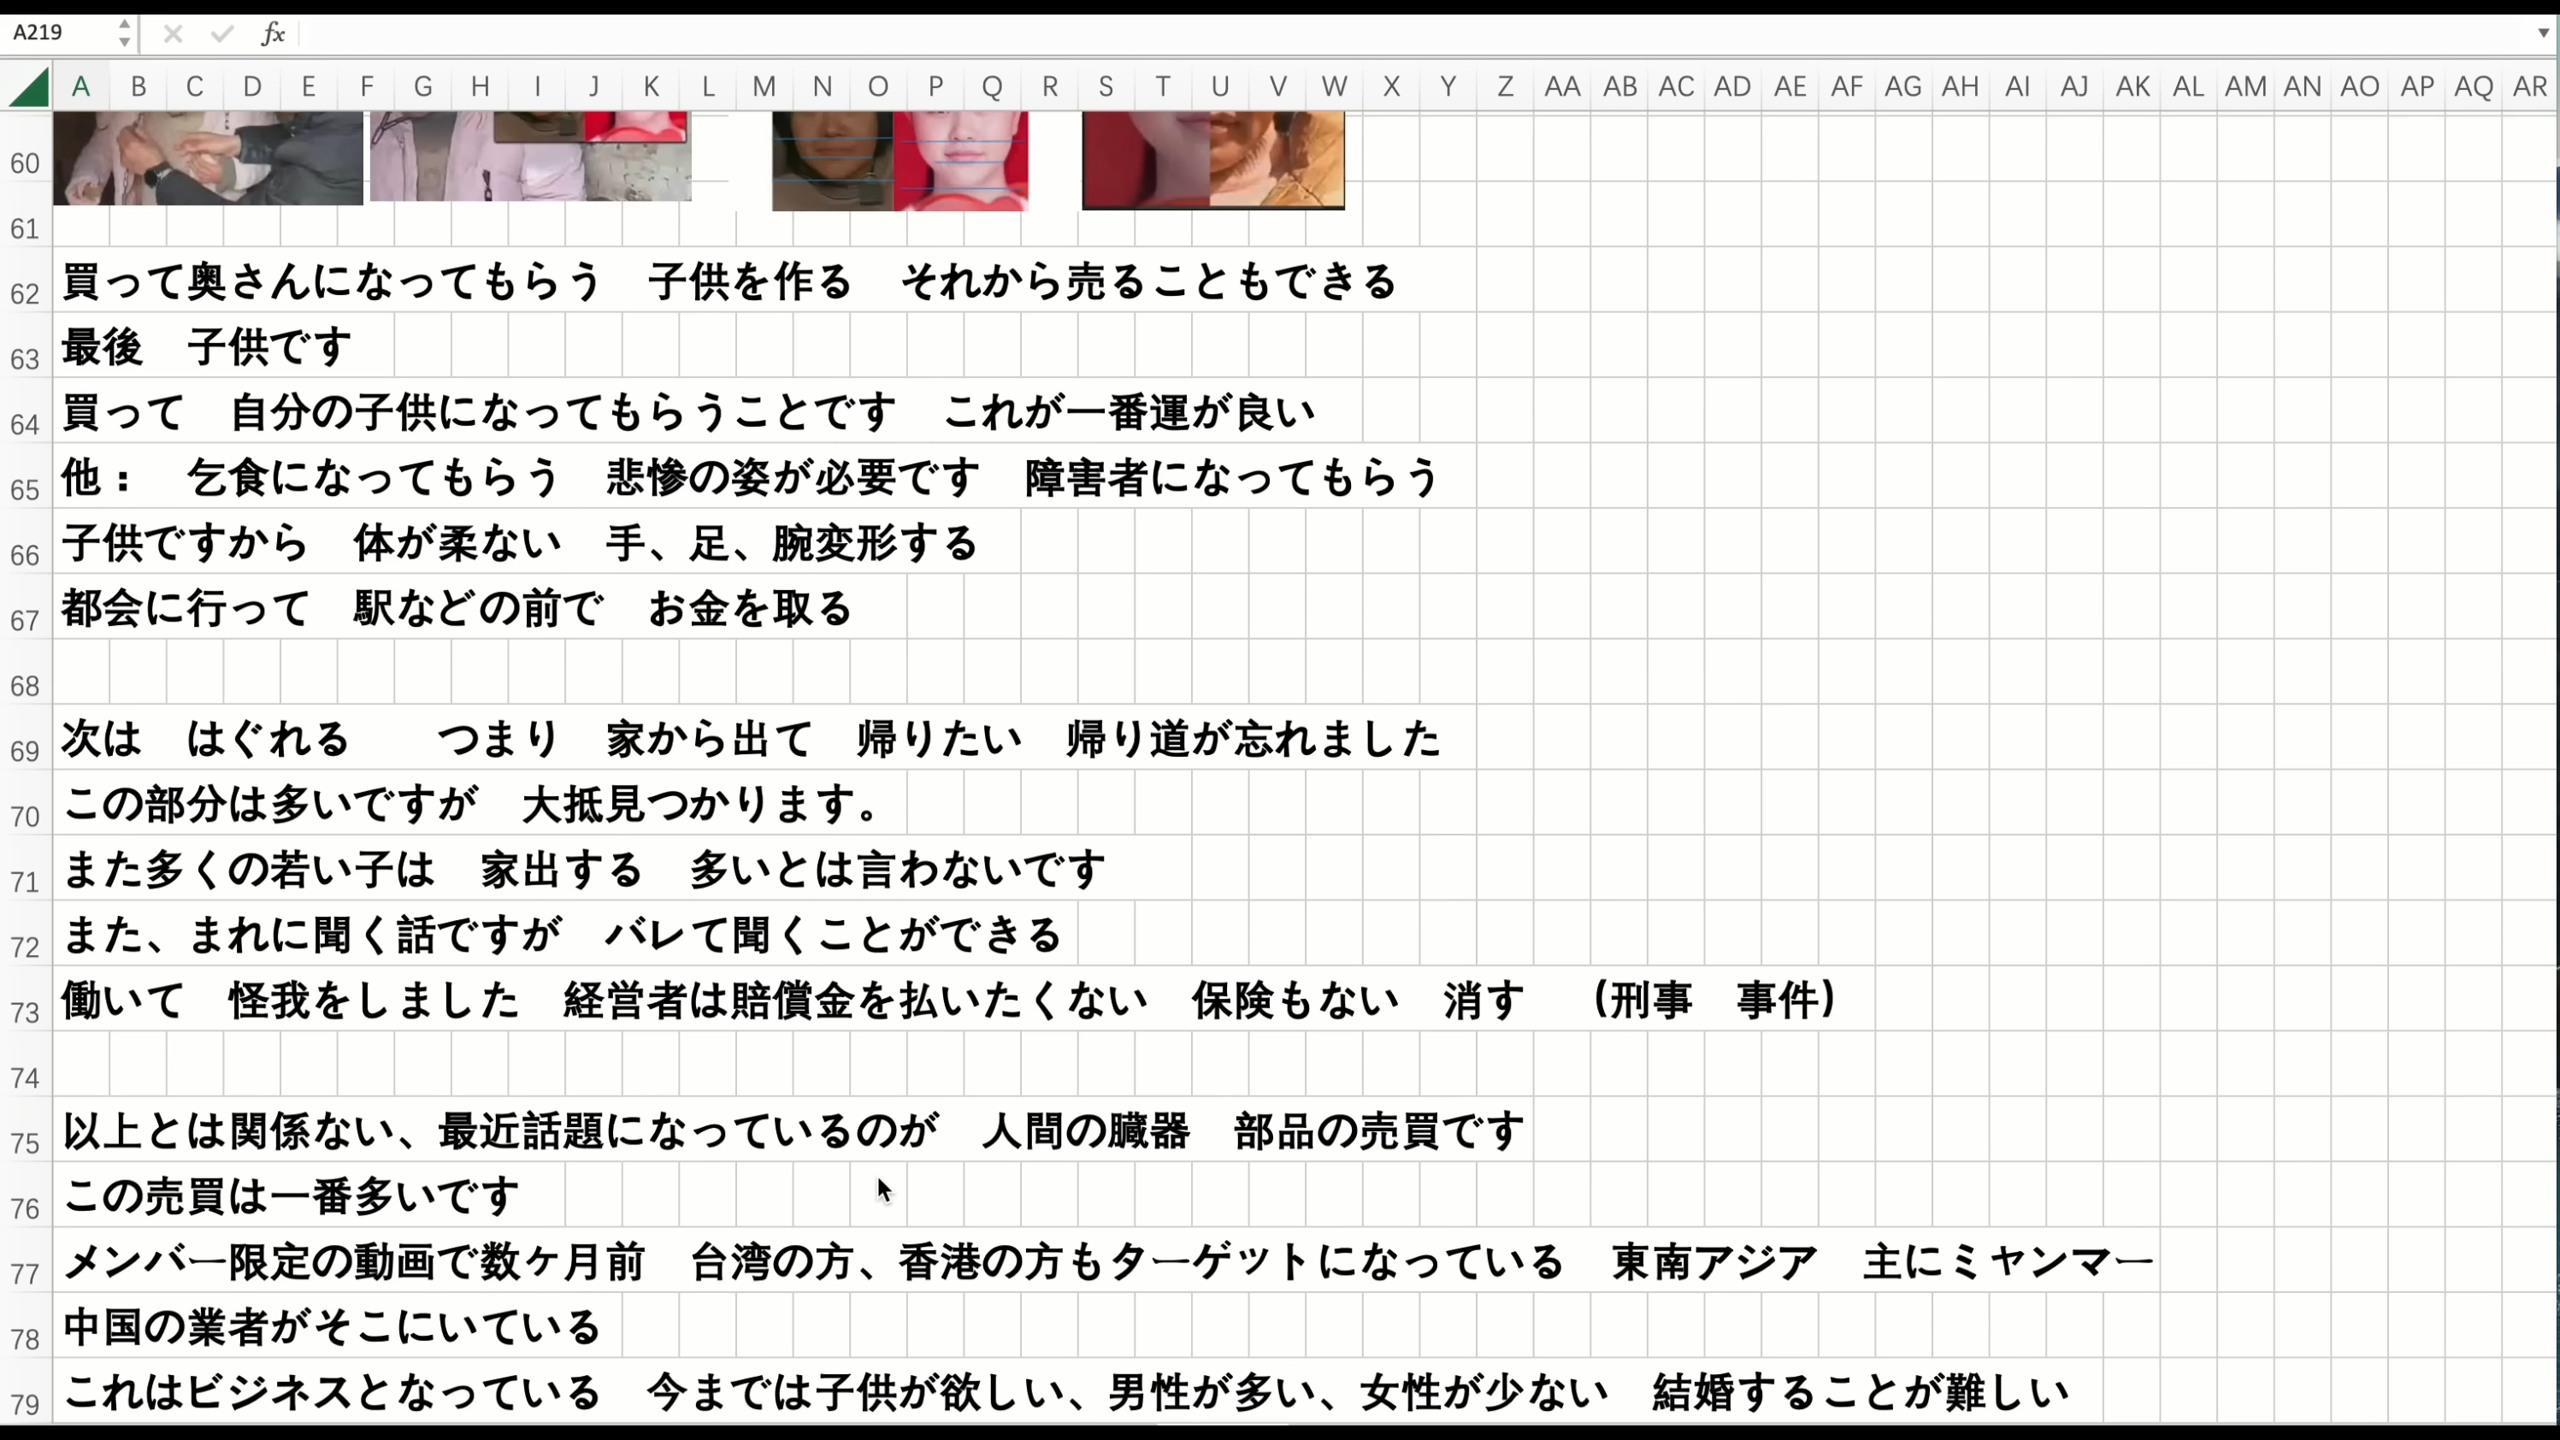 A219
fx
A B C D E F G H I J K L M N O P Q R S T U V W X Y Z AA AB AC AD AE AF AG AH AI AJ AK AL AM AN AO AP AQ AR
60
61
62 買って奥さんになってもらう　子供を作る　それから売ることもできる
63 最後　子供です
64 買って　自分の子供になってもらうことです　これが一番運が良い
65 他：　乞食になってもらう　悲惨の姿が必要です　障害者になってもらう
66 子供ですから　体が柔ない　手、足、腕変形する
67 都会に行って　駅などの前で　お金を取る
68
69 次は　はぐれる　　つまり　家から出て　帰りたい　帰り道が忘れました
70 この部分は多いですが　大抵見つかります。
71 また多くの若い子は　家出する　多いとは言わないです
72 また、まれに聞く話ですが　バレて聞くことができる
73 働いて　怪我をしました　経営者は賠償金を払いたくない　保険もない　消す　（刑事　事件）
74
75 以上とは関係ない、最近話題になっているのが　人間の臓器　部品の売買です
76 この売買は一番多いです
77 メンバー限定の動画で数ヶ月前　台湾の方、香港の方もターゲットになっている　東南アジア　主にミャンマー
78 中国の業者がそこにいている
79 これはビジネスとなっている　今までは子供が欲しい、男性が多い、女性が少ない　結婚することが難しい